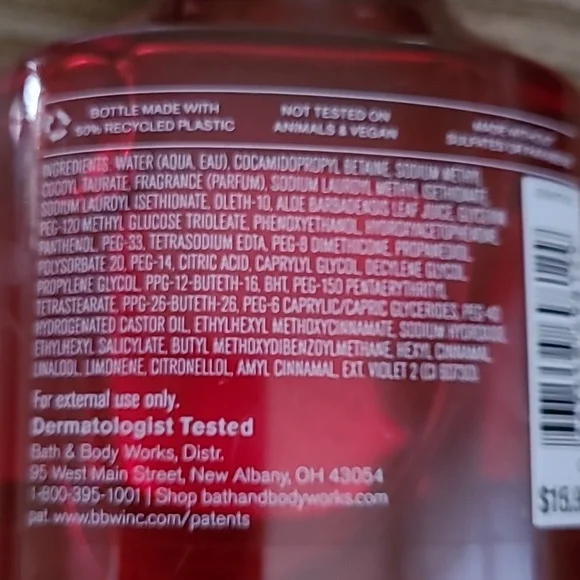 BOTTLE MADE WITH
50% RECYCLED PLASTIC
NOT TESTED ON
ANIMALS & VEGAN
MADE WITHOUT
SULFATES OR
INGREDIENTS: WATER (AQUA, EAU), COCAMIDOPROPYL BETAINE, SODIUM METHYL
COCOYL TAURATE, FRAGRANCE (PARFUM), SODIUM LAUROYL METHYL ISETHIONATE,
SODIUM LAUROYL ISETHIONATE, OLETH-10, ALOE BARBADENSIS LEAF JUICE, GLYCERIN,
PEG-120 METHYL GLUCOSE TRIOLEATE, PHENOXYETHANOL, HYDROXYACETOPHENONE,
PANTHENOL, PEG-33, TETRASODIUM EDTA, PEG-8 DIMETHICONE, PROPANEDIOL,
POLYSORBATE 20, PEG-14, CITRIC ACID, CAPRYLYL GLYCOL, DECYLENE GLYCOL,
PROPYLENE GLYCOL, PPG-12-BUTETH-16, BHT, PEG-150 PENTAERYTHRITYL
TETRASTEARATE, PPG-26-BUTETH-26, PEG-6 CAPRYLIC/CAPRIC GLYCERIDES, PEG-40
HYDROGENATED CASTOR OIL, ETHYLHEXYL METHOXYCINNAMATE, SODIUM HYDROXIDE,
ETHYLHEXYL SALICYLATE, BUTYL METHOXYDIBENZOYLMETHANE, HEXYL CINNAMAL,
LINALOOL, LIMONENE, CITRONELLOL, AMYL CINNAMAL, EXT. VIOLET 2 (CI 60730).
For external use only.
Dermatologist Tested
Bath & Body Works, Distr.
95 West Main Street, New Albany, OH 43054
1-800-395-1001 | Shop bathandbodyworks.com
pat. www.bbwinc.com/patents